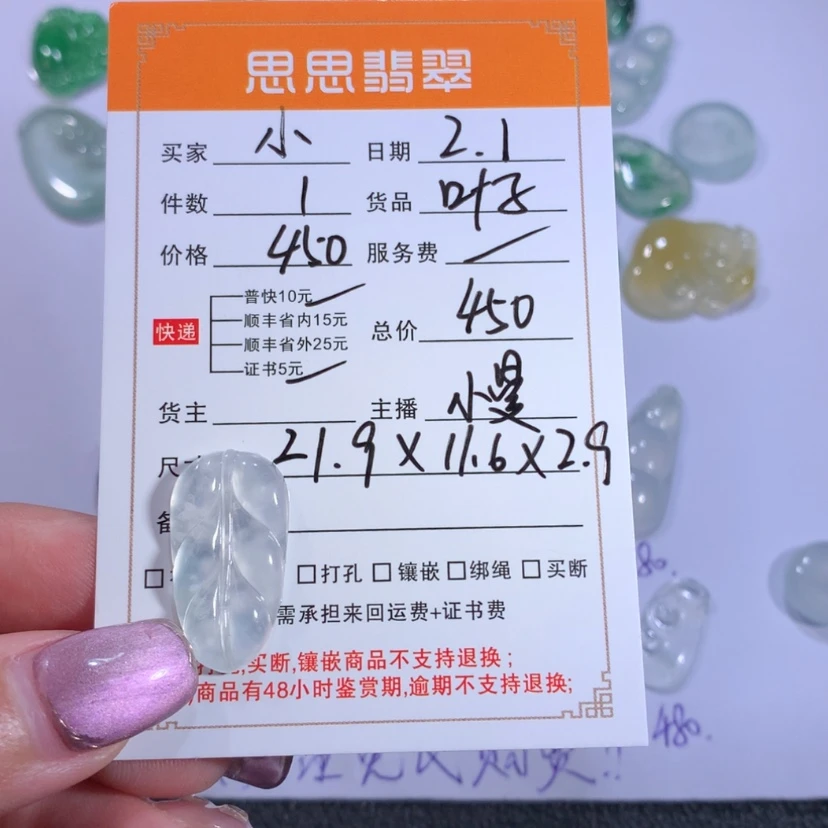 思思翡翠
买家 小 日期 2.1
件数 1 货品 叶子
价格 450 服务费
普快10元
顺丰省内15元
快递 总价 450
顺丰省外25元
证书5元
货主 主播 小曼
尺寸 21.9×11.6×2.9
备
打孔 镶嵌 绑绳 买断
需承担来回运费+证书费
买断,镶嵌商品不支持退换;
商品有48小时鉴赏期,逾期不支持退换;
80.
480.